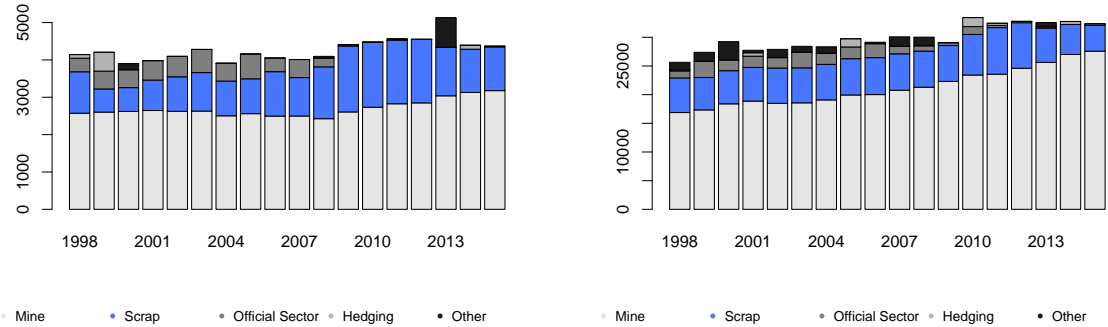 5000
3000
1000
0
1998 2001 2004 2007 2010 2013
Mine Scrap Official Sector Hedging Other
25000
10000
0
1998 2001 2004 2007 2010 2013
Mine Scrap Official Sector Hedging Other